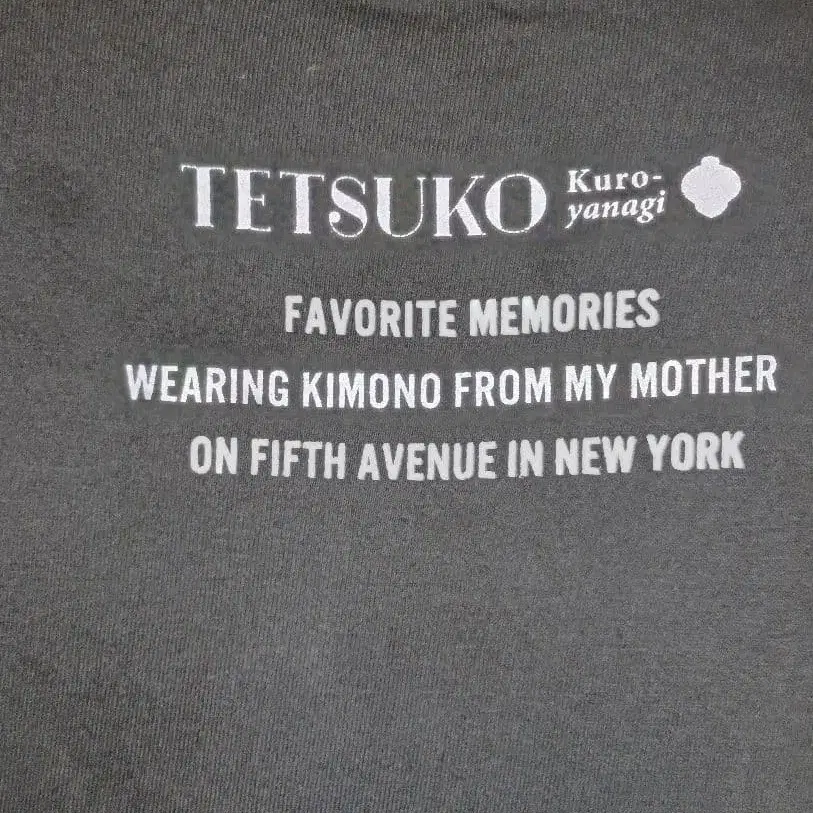 TETSUKO Kuro-
yanagi
FAVORITE MEMORIES
WEARING KIMONO FROM MY MOTHER
ON FIFTH AVENUE IN NEW YORK